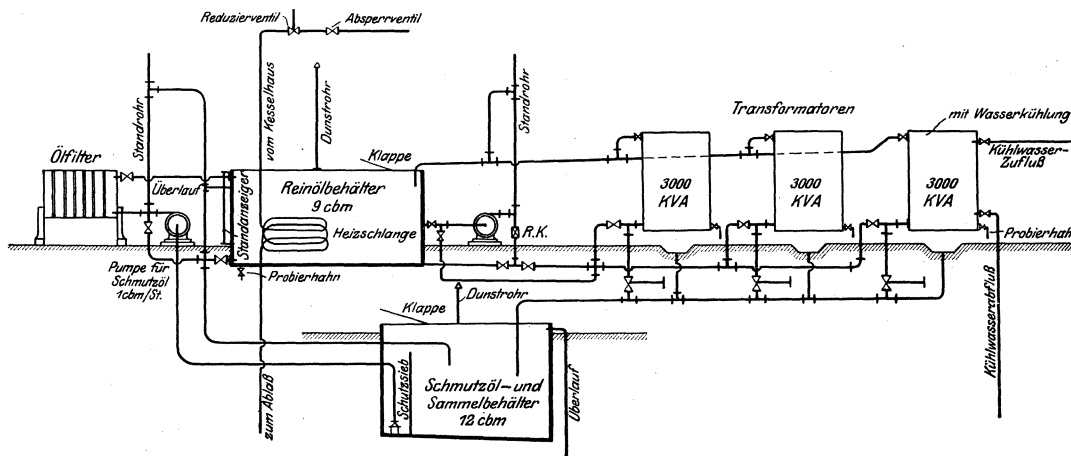 Reduzierventil
Absperrventil
Standrohr
vom Kesselhaus
Dunstrohr
Standrohr
Transformatoren
mit Wasserkühlung
Ölfilter
Klappe
Kühlwasser-
Zufluß
Überlauf
Standanzeiger
Reinölbehälter
9 cbm
3000
KVA
3000
KVA
3000
KVA
Heizschlange
R.K.
Probierhahn
Pumpe für
Schmutzöl
1cbm/St.
Probierhahn
Dunstrohr
Klappe
Kühlwasserabfluß
Schutzsieb
Schmutzöl- und
Sammelbehälter
12 cbm
Überlauf
zum Ablaß